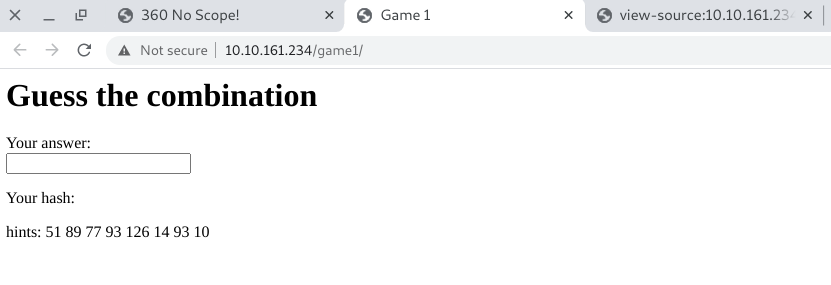 360 No Scope!
Game 1
view-source:10.10.161.234
Not secure
10.10.161.234/game1/
Guess the combination
Your answer:
Your hash:
hints: 51 89 77 93 126 14 93 10